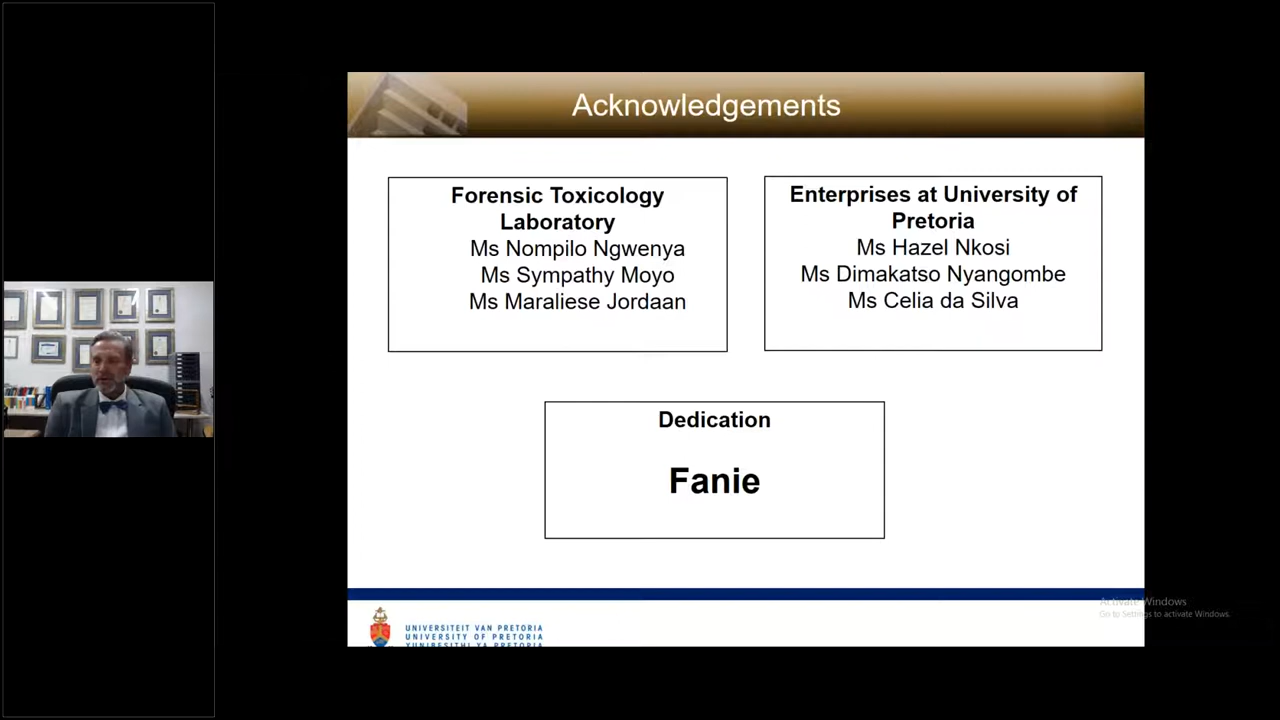 Acknowledgements
Forensic Toxicology
Laboratory
Ms Nompilo Ngwenya
Ms Sympathy Moyo
Ms Maraliese Jordaan
Enterprises at University of
Pretoria
Ms Hazel Nkosi
Ms Dimakatso Nyangombe
Ms Celia da Silva
Dedication
Fanie
Activate Windows
Go to Settings to activate Windows.
UNIVERSITEIT VAN PRETORIA
UNIVERSITY OF PRETORIA
YUNIBESITHI YA PRETORIA